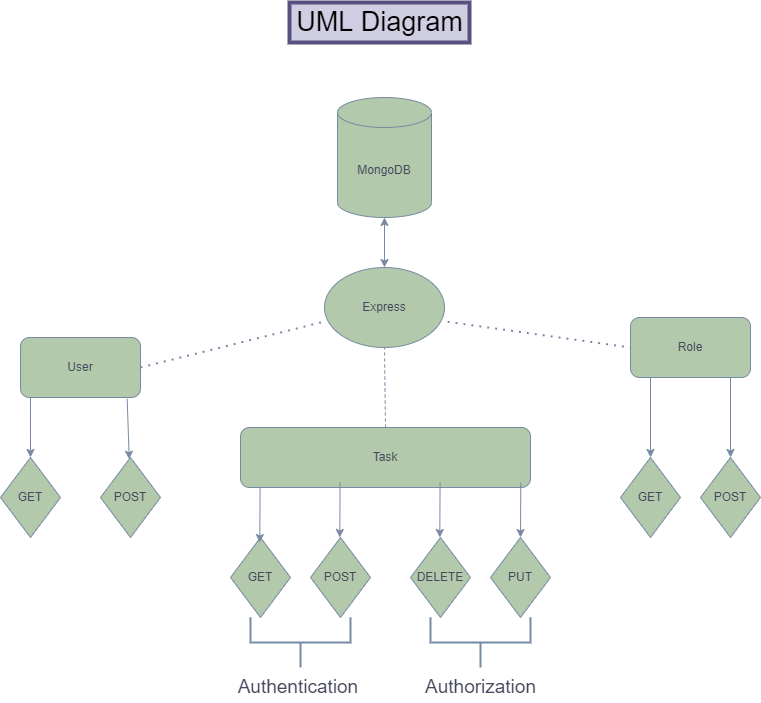 UML Diagram
MongoDB
Express
User
Role
Task
GET
POST
GET
POST
GET
POST
DELETE
PUT
Authentication
Authorization